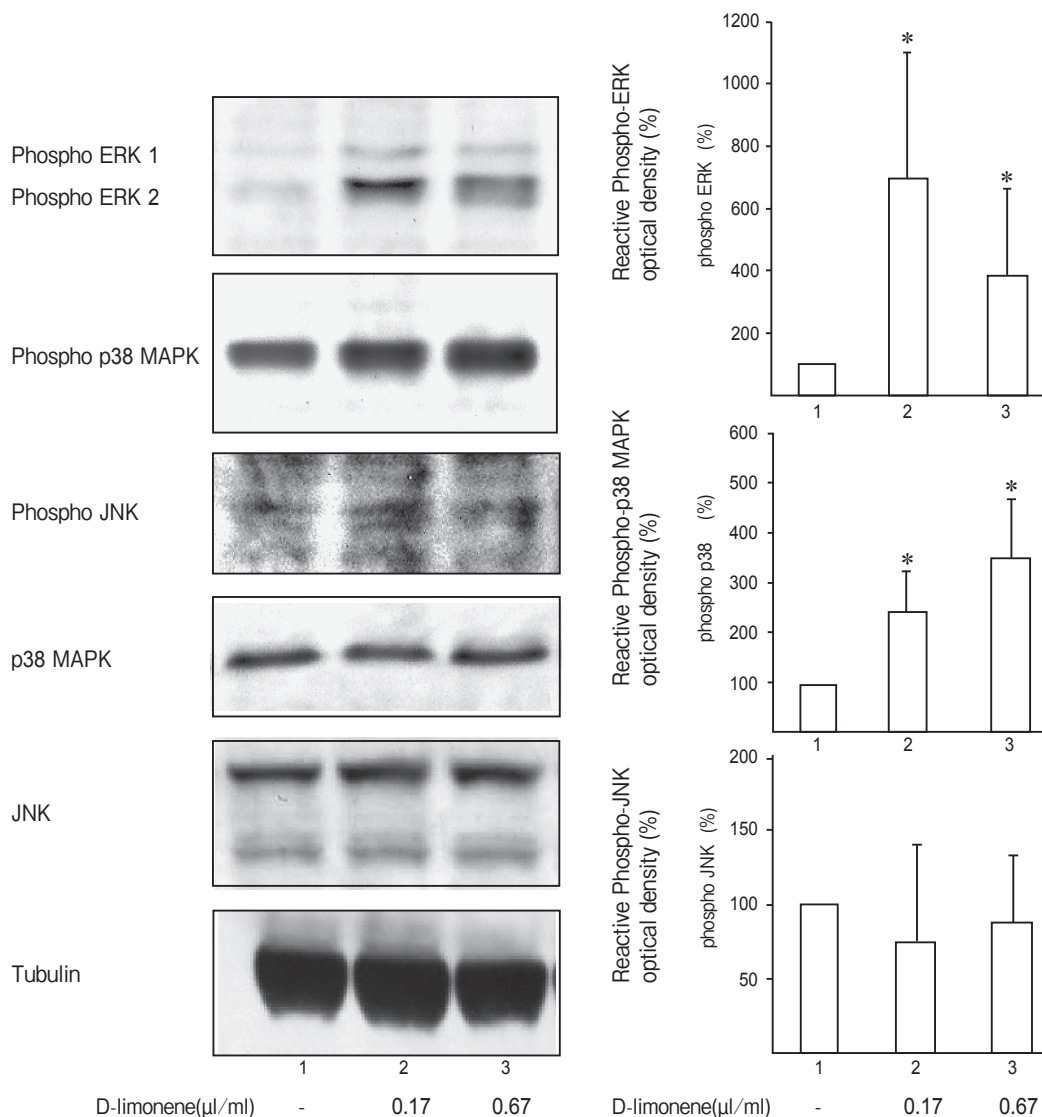 Phospho ERK 1
Phospho ERK 2
Phospho p38 MAPK
Phospho JNK
p38 MAPK
JNK
Tubulin
1 2 3
D-limonene(μl/ml) - 0.17 0.67
Reactive Phospho-ERK
optical density (%)
phospho ERK (%)
1200
1000
800
600
400
200
*
*
1 2 3
Reactive Phospho-p38 MAPK
optical density (%)
phospho p38 (%)
600
500
400
300
200
100
*
*
1 2 3
Reactive Phospho-JNK
optical density (%)
phospho JNK (%)
200
150
100
50
1 2 3
D-limonene(μl/ml) - 0.17 0.67